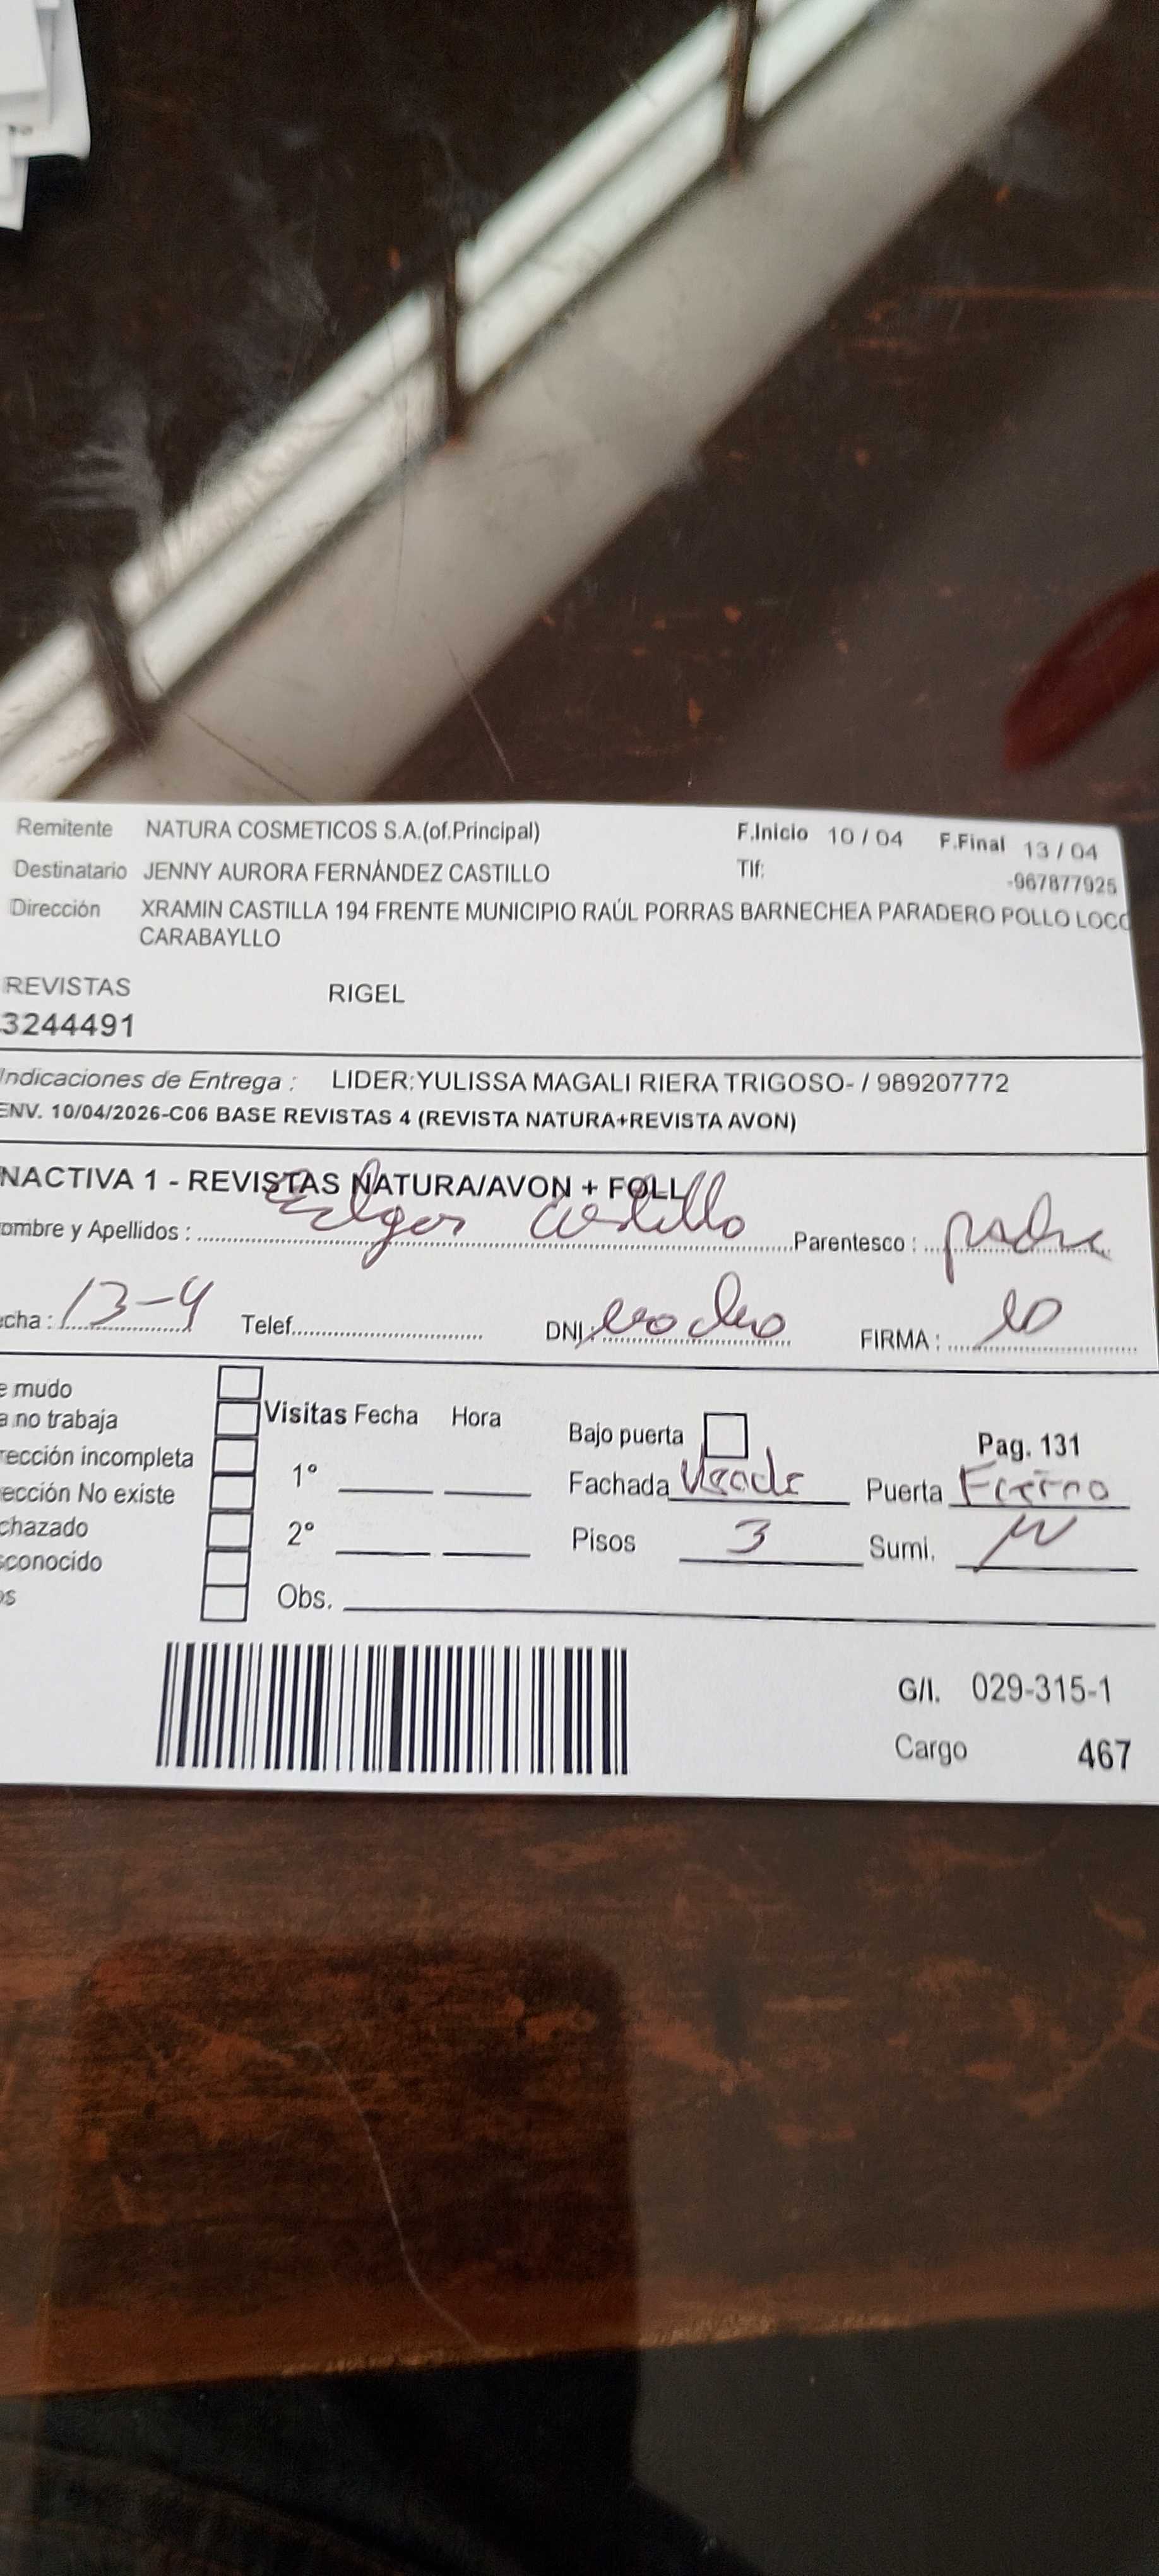 Remitente NATURA COSMETICOS S.A.(of.Principal) F.Inicio 10 / 04 F.Final 13 / 04
Destinatario JENNY AURORA FERNÁNDEZ CASTILLO Tlf: -967877925
Dirección XRAMIN CASTILLA 194 FRENTE MUNICIPIO RAÚL PORRAS BARNECHEA PARADERO POLLO LOCO
CARABAYLLO
REVISTAS RIGEL
3244491
Indicaciones de Entrega : LIDER:YULISSA MAGALI RIERA TRIGOSO- / 989207772
ENV. 10/04/2026-C06 BASE REVISTAS 4 (REVISTA NATURA+REVISTA AVON)
NACTIVA 1 - REVISTAS NATURA/AVON + FOLL
ombre y Apellidos : Edgar Castillo Parentesco : padre
cha : 13-4 Telef. DNI FIRMA :
e mudo
a no trabaja Visitas Fecha Hora Bajo puerta Pag. 131
rección incompleta 1° Fachada Puerta Fierro
ección No existe
chazado 2° Pisos 3 Sumi.
sconocido
os Obs.
G/I. 029-315-1
Cargo 467